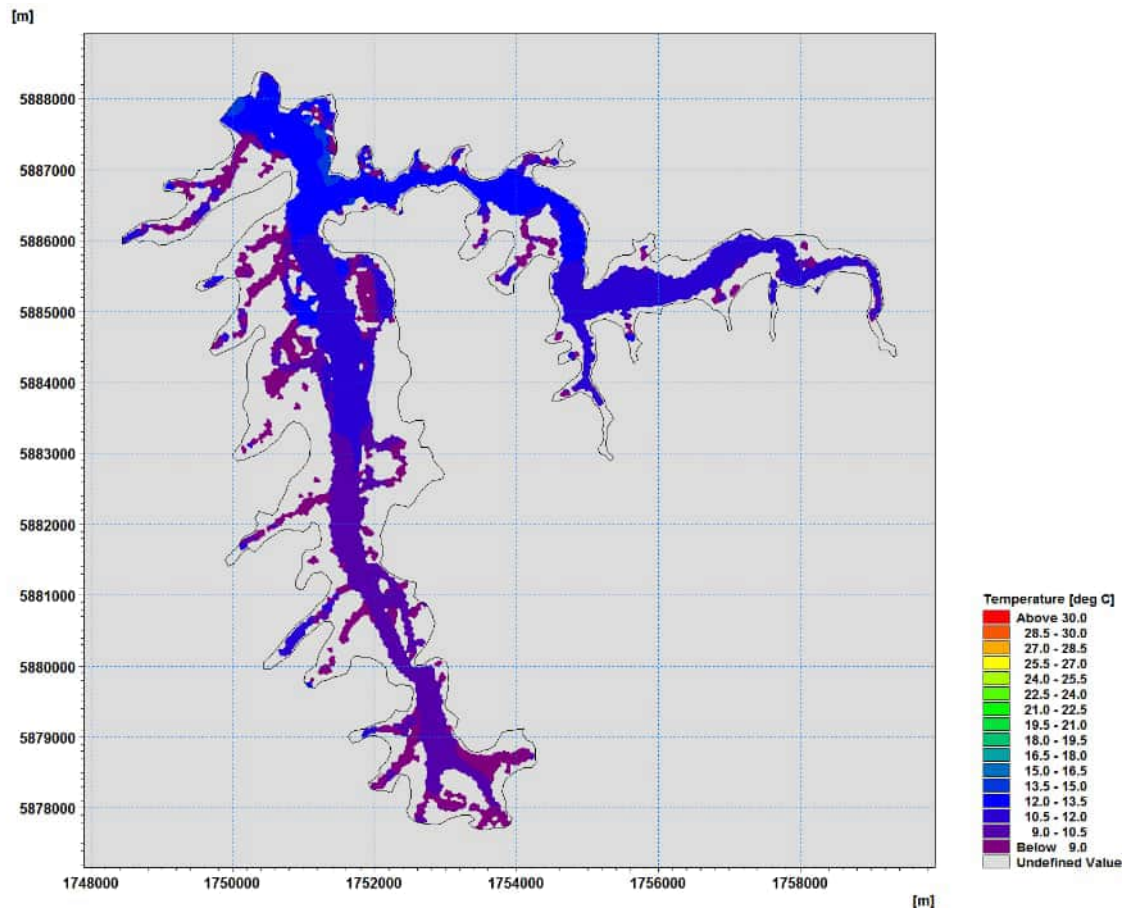 [m]
5888000
5887000
5886000
5885000
5884000
5883000
5882000
5881000
5880000
5879000
5878000
1748000 1750000 1752000 1754000 1756000 1758000
[m]
Temperature [deg C]
Above 30.0
28.5 - 30.0
27.0 - 28.5
25.5 - 27.0
24.0 - 25.5
22.5 - 24.0
21.0 - 22.5
19.5 - 21.0
18.0 - 19.5
16.5 - 18.0
15.0 - 16.5
13.5 - 15.0
12.0 - 13.5
10.5 - 12.0
9.0 - 10.5
Below 9.0
Undefined Value